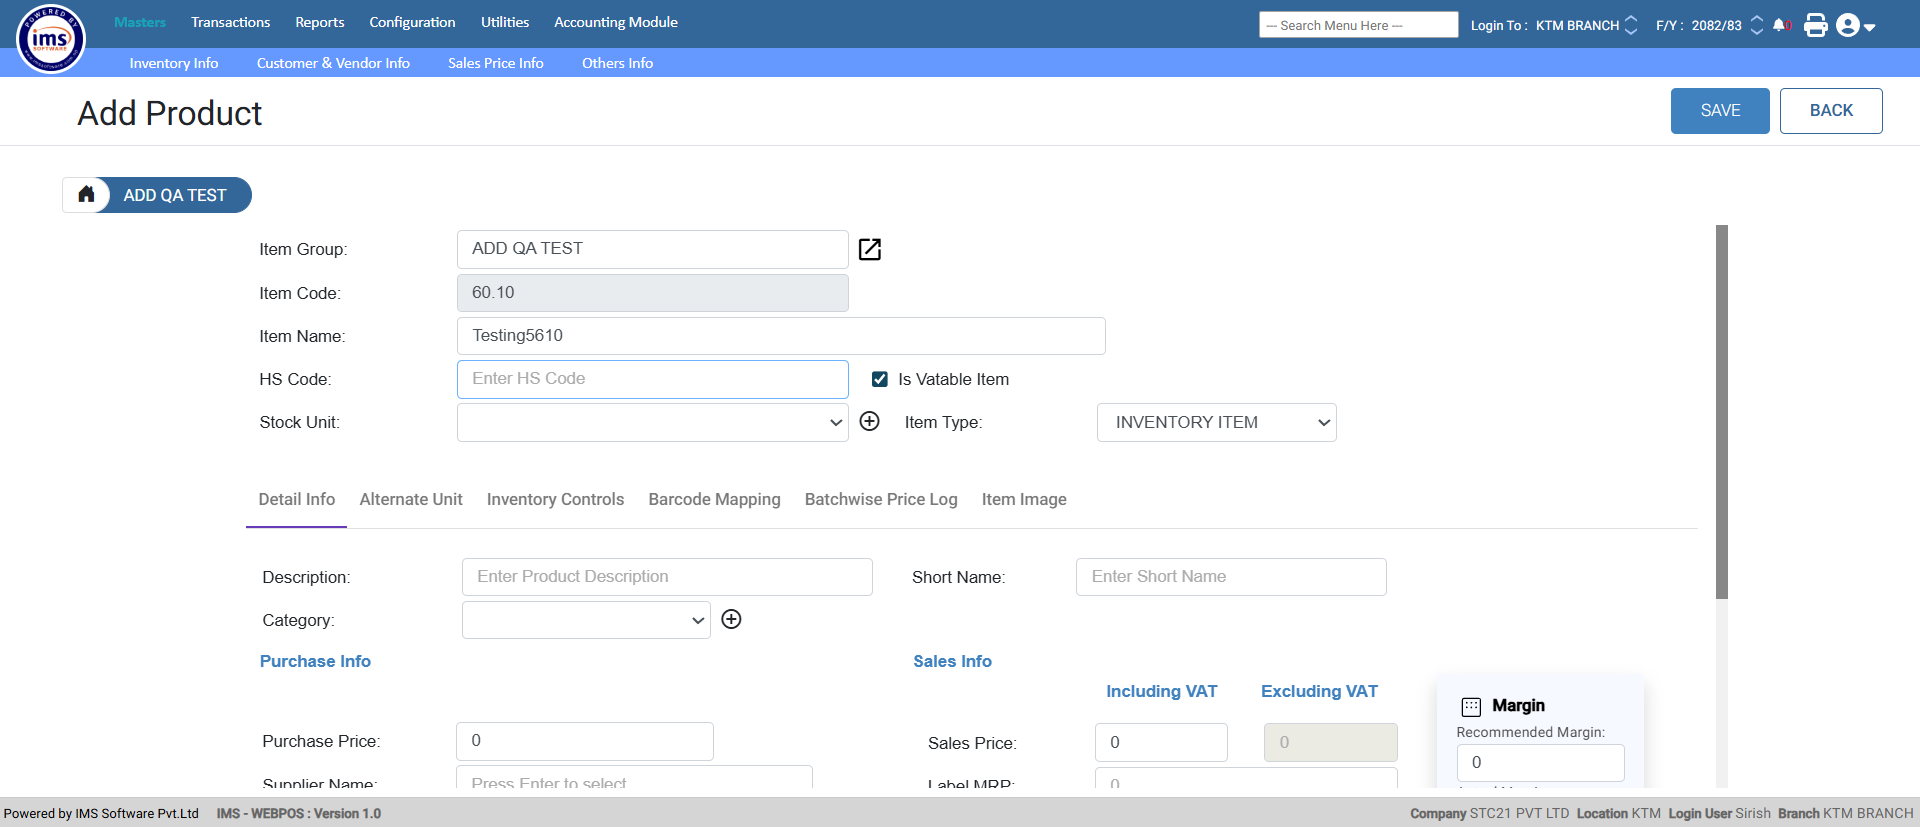 POWERED BY
ims
SOFTWARE
Masters Transactions Reports Configuration Utilities Accounting Module
--- Search Menu Here --- Login To : KTM BRANCH F/Y : 2082/83 0
Inventory Info Customer & Vendor Info Sales Price Info Others Info
Add Product SAVE BACK
ADD QA TEST
Item Group: ADD QA TEST
Item Code: 60.10
Item Name: Testing5610
HS Code: Enter HS Code Is Vatable Item
Stock Unit: Item Type: INVENTORY ITEM
Detail Info Alternate Unit Inventory Controls Barcode Mapping Batchwise Price Log Item Image
Description: Enter Product Description Short Name: Enter Short Name
Category:
Purchase Info Sales Info
Including VAT Excluding VAT
Margin
Recommended Margin:
Purchase Price: 0 Sales Price: 0 0 0
Supplier Name: Press Enter to select Label MRP: 0
Powered by IMS Software Pvt.Ltd IMS - WEBPOS : Version 1.0 Company STC21 PVT LTD Location KTM Login User Sirish Branch KTM BRANCH